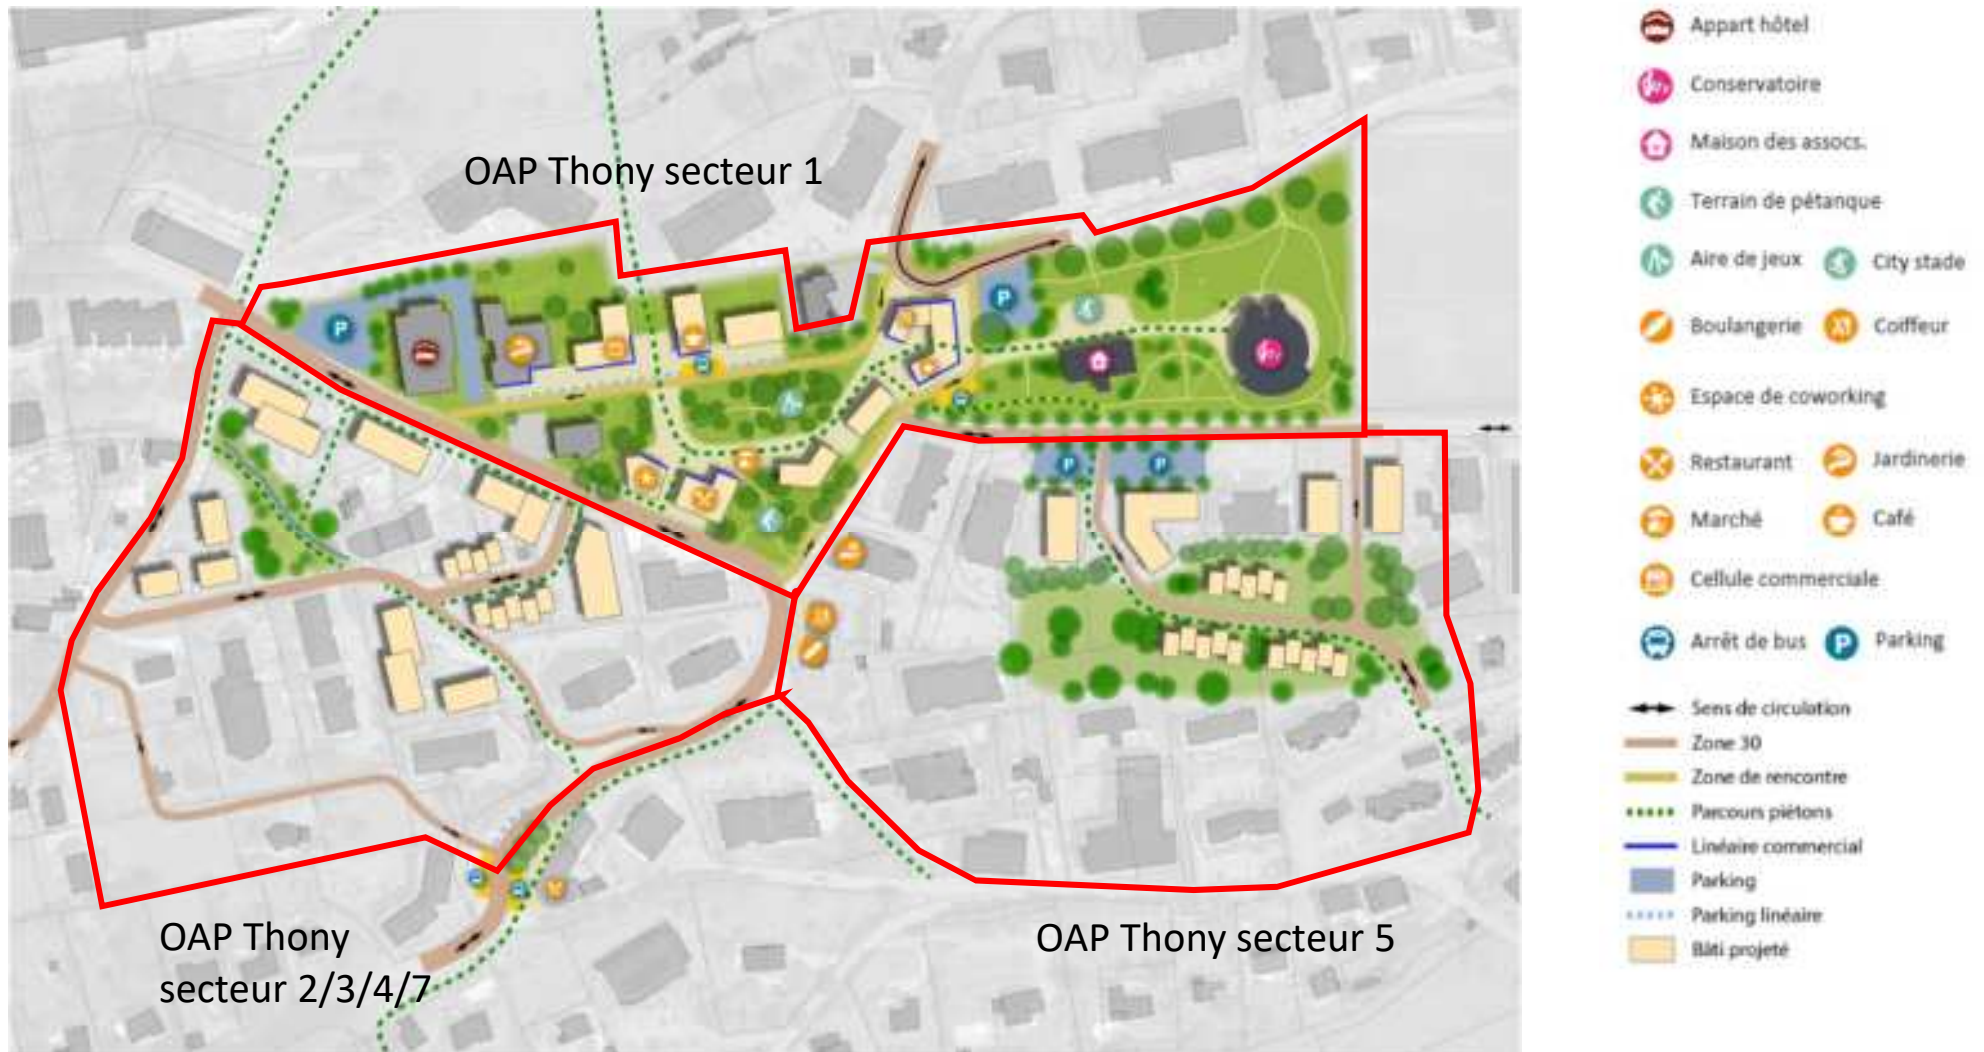 OAP Thony secteur 1
OAP Thony
secteur 2/3/4/7
OAP Thony secteur 5
P
P
P
P
Appart hôtel
Conservatoire
Maison des assocs.
Terrain de pétanque
Aire de jeux
City stade
Boulangerie
Coiffeur
Espace de coworking
Restaurant
Jardinerie
Marché
Café
Cellule commerciale
Arrêt de bus
P
Parking
Sens de circulation
Zone 30
Zone de rencontre
Parcours piétons
Linéaire commercial
Parking
Parking linéaire
Bâti projeté